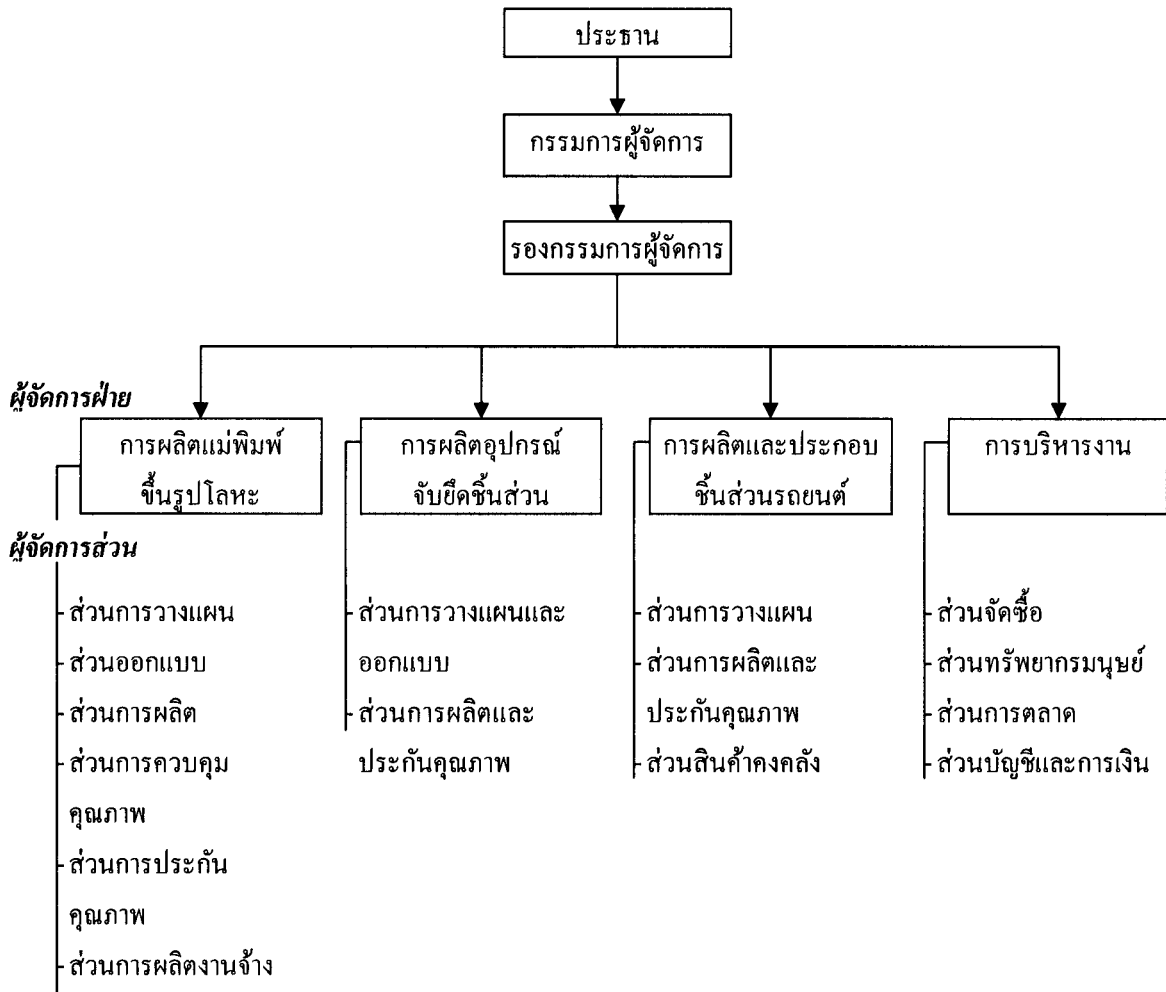 ประธาน
กรรมการผู้จัดการ
รองกรรมการผู้จัดการ
ผู้จัดการฝ่าย
การผลิตแม่พิมพ์
ขึ้นรูปโลหะ
การผลิตอุปกรณ์
จับยึดชิ้นส่วน
การผลิตและประกอบ
ชิ้นส่วนรถยนต์
การบริหารงาน
ผู้จัดการส่วน
ส่วนการวางแผน
ส่วนออกแบบ
ส่วนการผลิต
ส่วนการควบคุม
คุณภาพ
ส่วนการประกัน
คุณภาพ
ส่วนการผลิตงานจ้าง
ส่วนการวางแผนและ
ออกแบบ
ส่วนการผลิตและ
ประกันคุณภาพ
ส่วนการวางแผน
ส่วนการผลิตและ
ประกันคุณภาพ
ส่วนสินค้าคงคลัง
ส่วนจัดซื้อ
ส่วนทรัพยากรมนุษย์
ส่วนการตลาด
ส่วนบัญชีและการเงิน